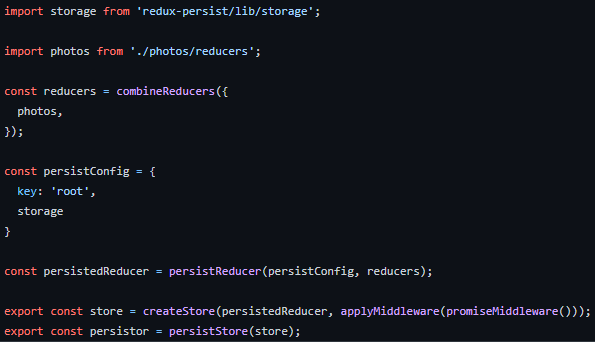 import storage from 'redux-persist/lib/storage';
import photos from './photos/reducers';
const reducers = combineReducers({
  photos,
});
const persistConfig = {
  key: 'root',
  storage
}
const persistedReducer = persistReducer(persistConfig, reducers);
export const store = createStore(persistedReducer, applyMiddleware(promiseMiddleware()));
export const persistor = persistStore(store);